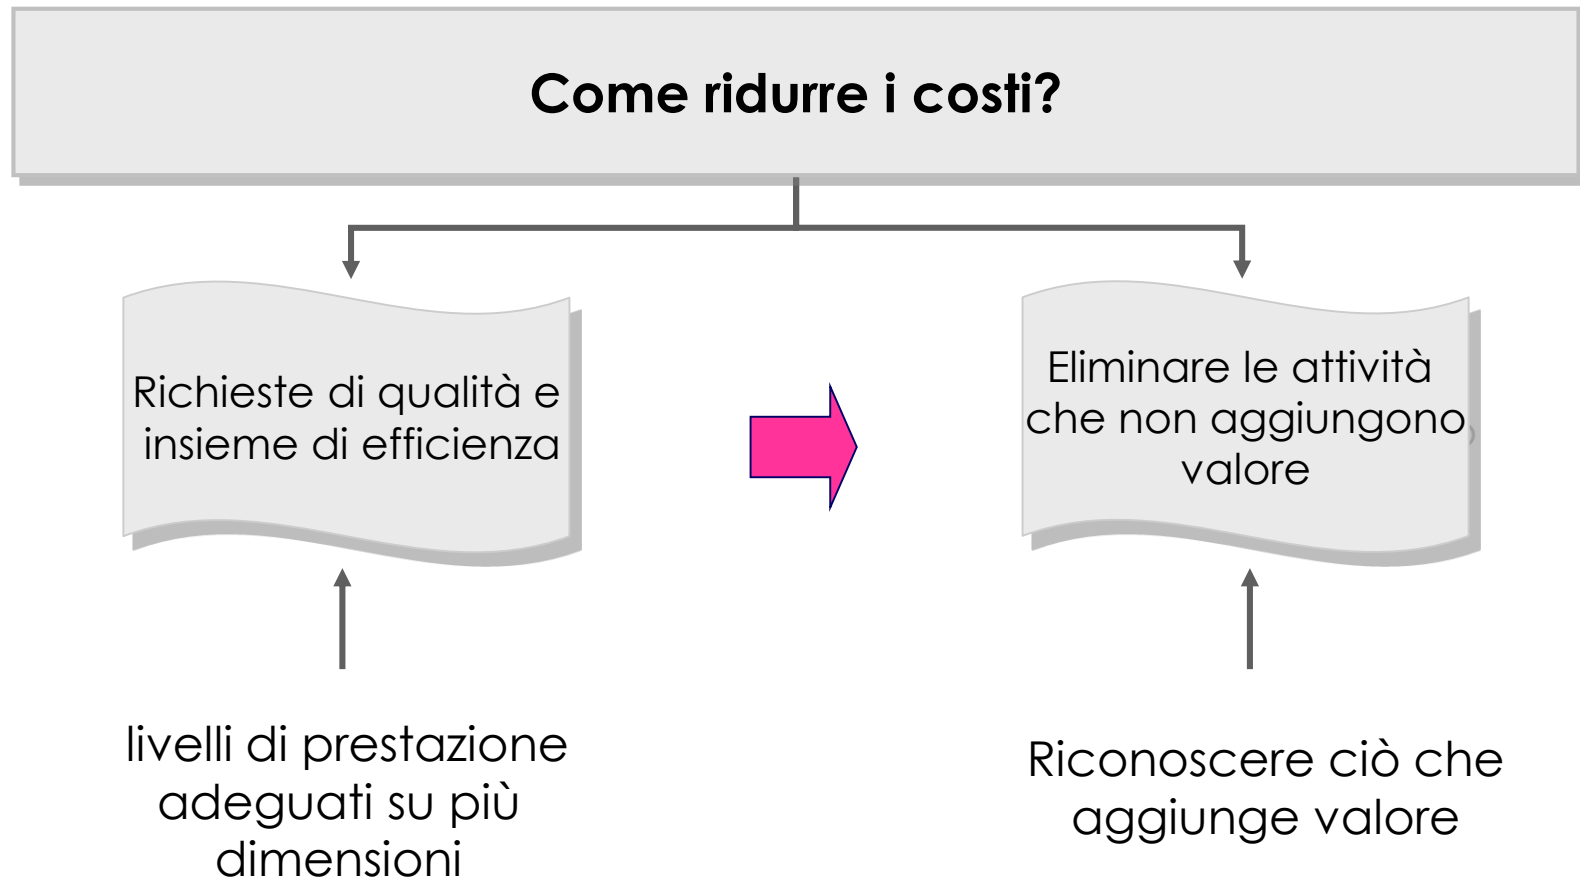 Come ridurre i costi?
Richieste di qualità e
insieme di efficienza
Eliminare le attività
che non aggiungono
valore
livelli di prestazione
adeguati su più
dimensioni
Riconoscere ciò che
aggiunge valore